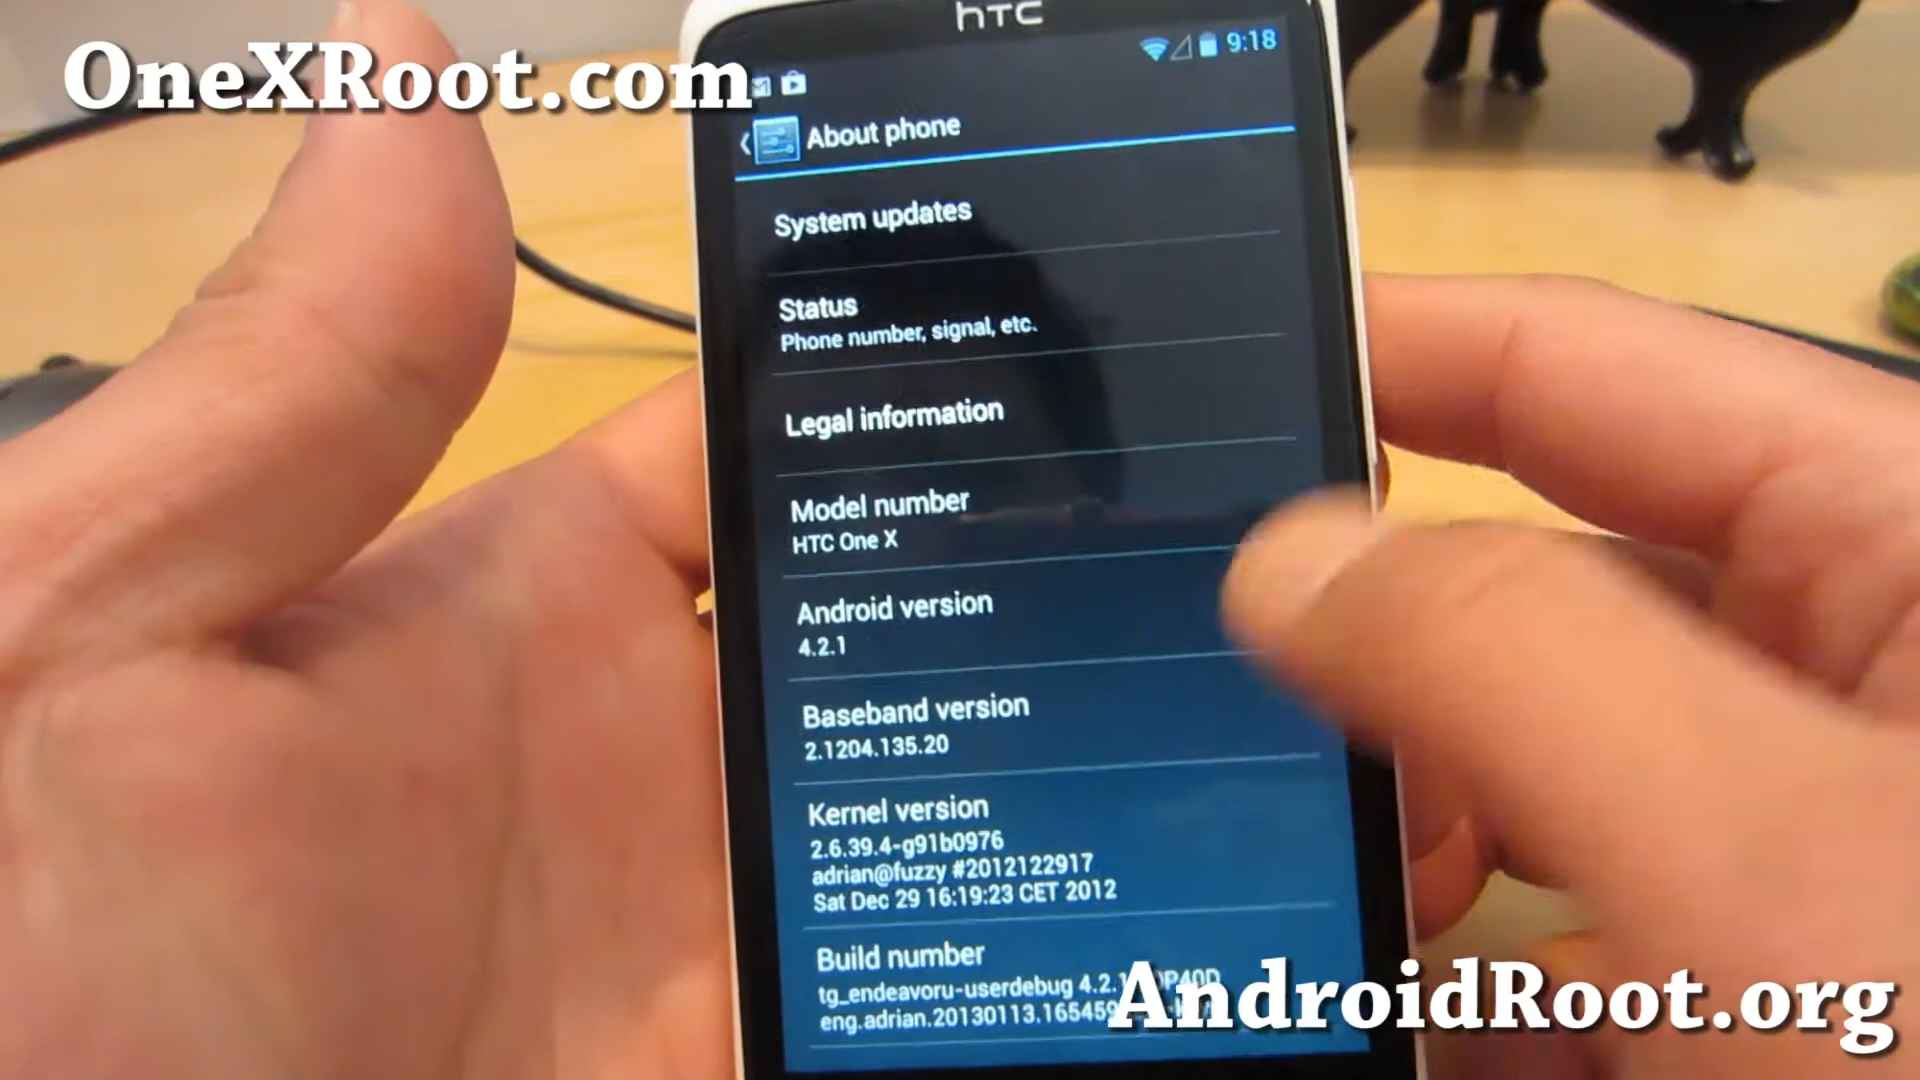 hTC
OneXRoot.com
9:18
About phone
System updates
Status
Phone number, signal, etc.
Legal information
Model number
HTC One X
Android version
4.2.1
Baseband version
2.1204.135.20
Kernel version
2.6.39.4-g91b0976
adrian@fuzzy #2012122917
Sat Dec 29 16:19:23 CET 2012
Build number
tg_endeavoru-userdebug 4.2.1
eng.adrian.20130113.165459
AndroidRoot.org